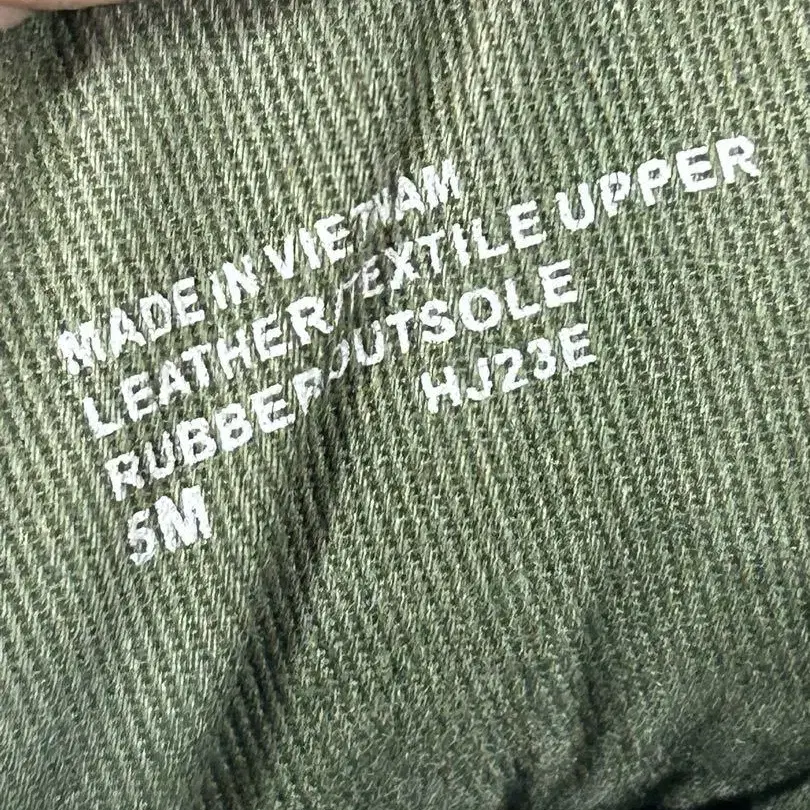 MADE IN VIETNAM
LEATHER/TEXTILE UPPER
RUBBER OUTSOLE
HJ23E
5M